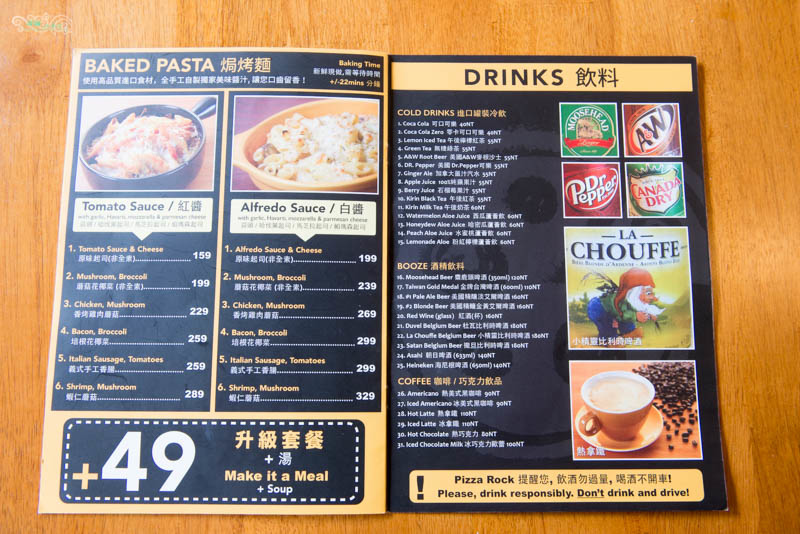 BAKED PASTA 焗烤麵
使用高品質進口食材，全手工自製獨家美味醬汁，讓您口齒留香！
Baking Time
新鮮現做,需等待時間
+/-22mins 分鐘
Tomato Sauce / 紅醬
with garlic, Havaro, mozzarella & parmesan cheese
1. Tomato Sauce & Cheese
原味起司(非全素) 159
2. Mushroom, Broccoli
蘑菇花椰菜 (非全素) 199
3. Chicken, Mushroom
香烤雞肉蘑菇 229
4. Bacon, Broccoli
培根花椰菜 259
5. Italian Sausage, Tomatoes
義式手工香腸 259
6. Shrimp, Mushroom
蝦仁蘑菇 289
Alfredo Sauce / 白醬
with garlic, Havaro, mozzarella & parmesan cheese
1. Alfredo Sauce & Cheese
原味起司(非全素) 199
2. Mushroom, Broccoli
蘑菇花椰菜 (非全素) 239
3. Chicken, Mushroom
香烤雞肉蘑菇 269
4. Bacon, Broccoli
培根花椰菜 299
5. Italian Sausage, Tomatoes
義式手工香腸 299
6. Shrimp, Mushroom
蝦仁蘑菇 329
+49
升級套餐
+ 湯
Make it a Meal
+ Soup
DRINKS 飲料
COLD DRINKS 進口罐裝冷飲
1. Coca Cola 可口可樂 40NT
2. Coca Cola Zero 零卡可口可樂 40NT
3. Lemon Iced Tea 午後檸檬紅茶 55NT
4. Green Tea 無糖綠茶 55NT
5. A&W Root Beer 美國A&W麥根沙士 55NT
6. DR. Pepper 美國 Dr.Pepper可樂 55NT
7. Ginger Ale 加拿大薑汁汽水 55NT
8. Apple Juice 100%純蘋果汁 55NT
9. Berry Juice 石榴莓果汁 55NT
10. Kirin Black Tea 午後紅茶 55NT
11. Kirin Milk Tea 午後奶茶 60NT
12. Watermelon Aloe Juice 西瓜蘆薈飲 60NT
13. Honeydew Aloe Juice 哈密瓜蘆薈飲 60NT
14. Peach Aloe Juice 水蜜桃蘆薈飲 60NT
15. Lemonade Aloe 粉紅檸檬蘆薈飲 60NT
BOOZE 酒精飲料
16. Moosehead Beer 麋鹿頭啤酒 (350ml) 120NT
17. Taiwan Gold Medal 金牌台灣啤酒 (600ml) 110NT
18. #1 Pale Ale Beer 美國精釀淡艾爾啤酒 160NT
19. #2 Blonde Beer 美國精釀金黃艾爾啤酒 160NT
20. Red Wine (glass) 紅酒(杯) 160NT
21. Duvel Belgium Beer 杜瓦比利時啤酒 180NT
22. La Chouffe Belgium Beer 小精靈比利時啤酒 180NT
23. Satan Belgium Beer 撒旦比利時啤酒 180NT
24. Asahi 朝日啤酒 (633ml) 140NT
25. Heineken 海尼根啤酒 (650ml) 140NT
COFFEE 咖啡 / 巧克力飲品
26. Americano 熱美式黑咖啡 90NT
27. Iced Americano 冰美式黑咖啡 90NT
28. Hot Latte 熱拿鐵 110NT
29. Iced Latte 冰拿鐵 110NT
30. Hot Chocolate 熱巧克力 80NT
31. Iced Chocolate Milk 冰巧克力歐蕾 100NT
MOOSEHEAD
Lager
A&W
Dr Pepper
CANADA DRY
LA CHOUFFE
小精靈比利時啤酒
熱拿鐵
! Pizza Rock 提醒您, 飲酒勿過量, 喝酒不開車!
Please, drink responsibly. Don't drink and drive!